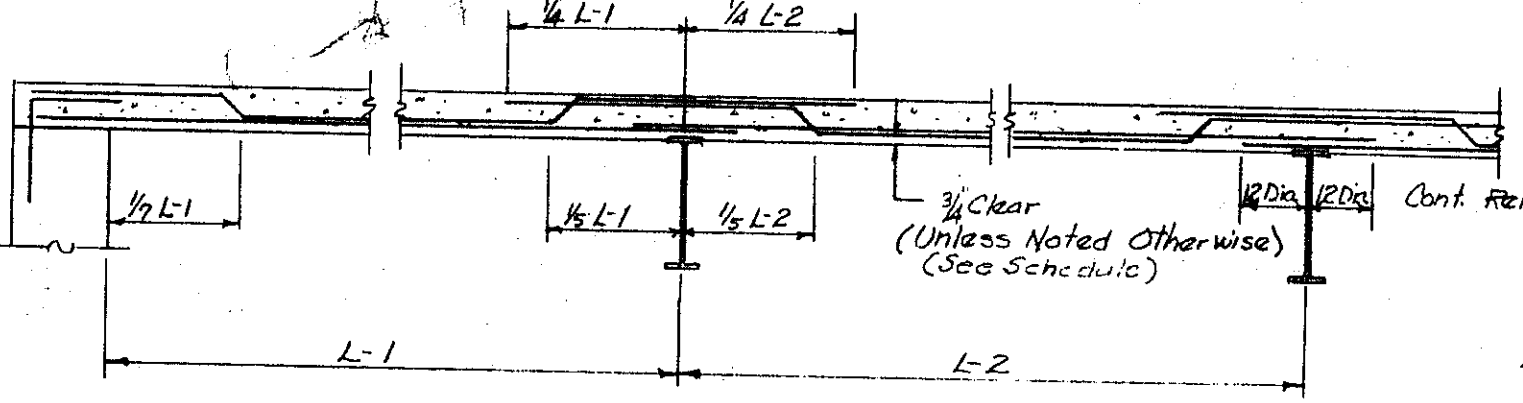 1/4 L-1
1/4 L-2
1/7 L-1
1/5 L-1
1/5 L-2
3/4" Clear
(Unless Noted Otherwise)
(See Schedule)
12 Dia
12 Dia
Cont.
L-1
L-2